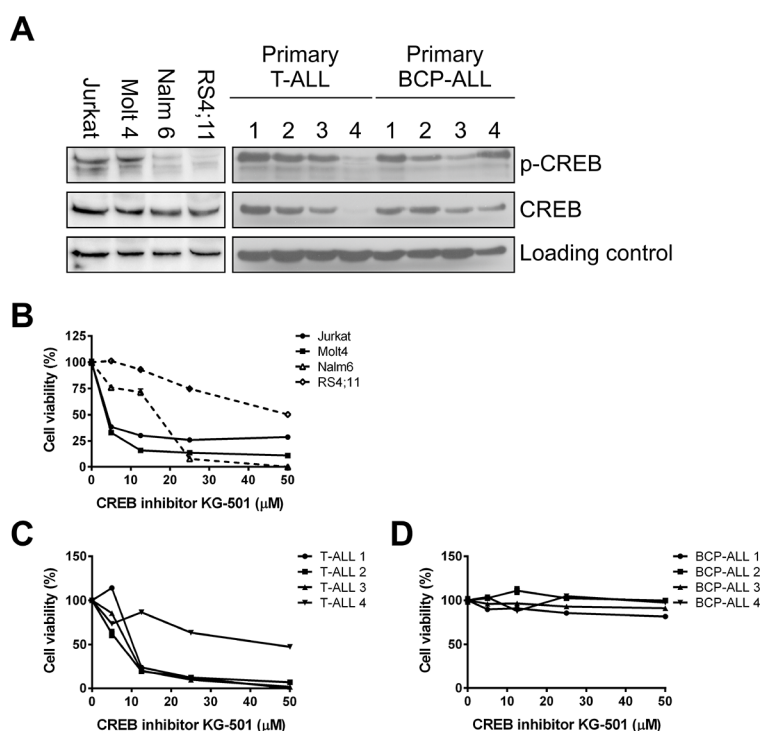 A
Jurkat
Molt 4
Nalm 6
RS4;11
Primary
T-ALL
Primary
BCP-ALL
1 2 3 4 1 2 3 4
p-CREB
CREB
Loading control
B
Cell viability (%)
125
100
75
50
25
0
0 10 20 30 40 50
CREB inhibitor KG-501 (μM)
Jurkat
Molt4
Nalm6
RS4;11
C
Cell viability (%)
150
100
50
0
0 10 20 30 40 50
CREB inhibitor KG-501 (μM)
T-ALL 1
T-ALL 2
T-ALL 3
T-ALL 4
D
Cell viability (%)
150
100
50
0
0 10 20 30 40 50
CREB inhibitor KG-501 (μM)
BCP-ALL 1
BCP-ALL 2
BCP-ALL 3
BCP-ALL 4